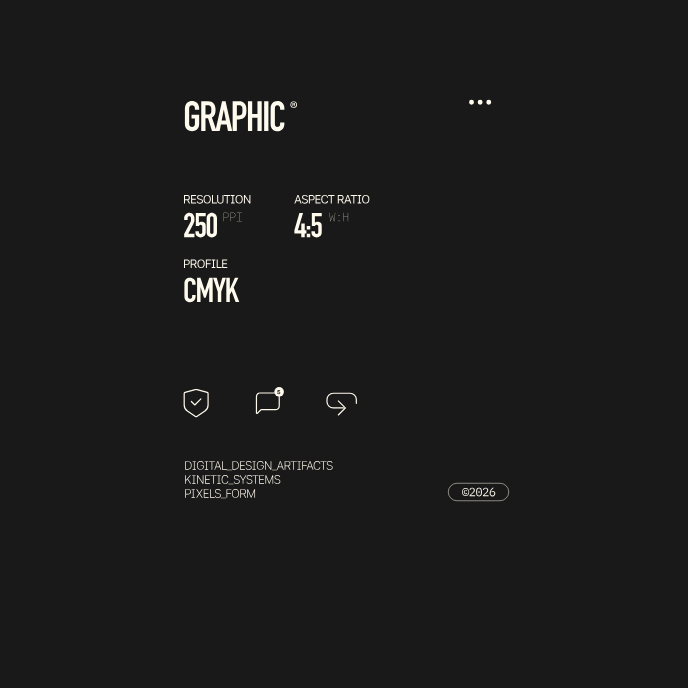 GRAPHIC ®
RESOLUTION ASPECT RATIO
250 PPI 4:5 W:H
PROFILE
CMYK
DIGITAL_DESIGN_ARTIFACTS
KINETIC_SYSTEMS
PIXELS_FORM
©2026